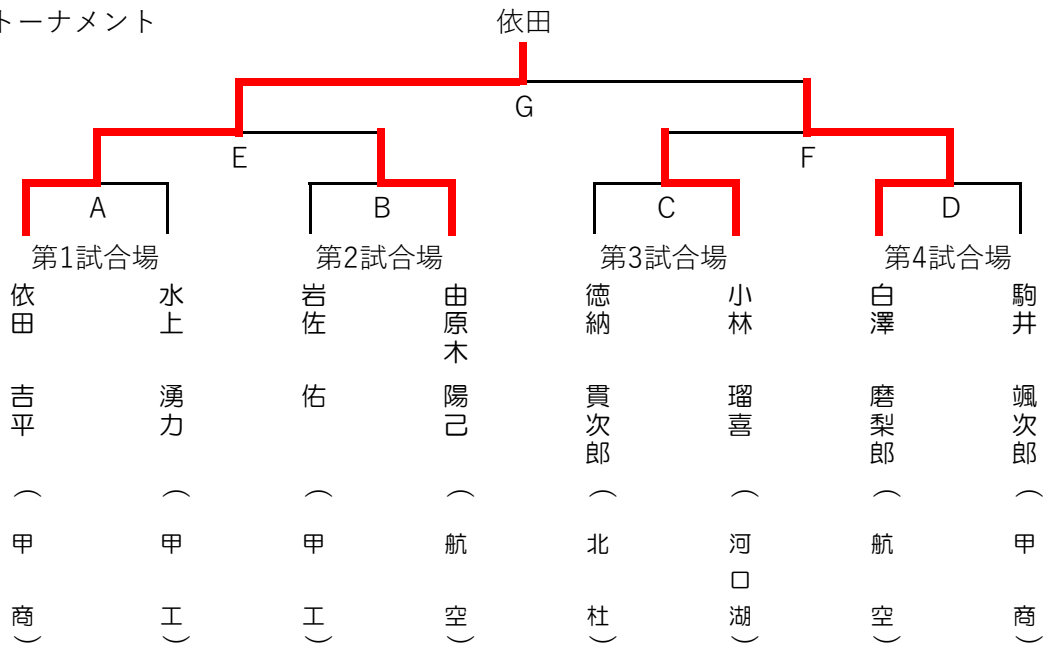 トーナメント
依田
G
E
F
A
B
C
D
第1試合場
第2試合場
第3試合場
第4試合場
依田 吉平 (甲商)
水上 湧力 (甲工)
岩佐 佑 (甲工)
由原木 陽己 (航空)
徳納 貫次郎 (北杜)
小林 瑠喜 (河口湖)
白澤 磨梨郎 (航空)
駒井 颯次郎 (甲商)